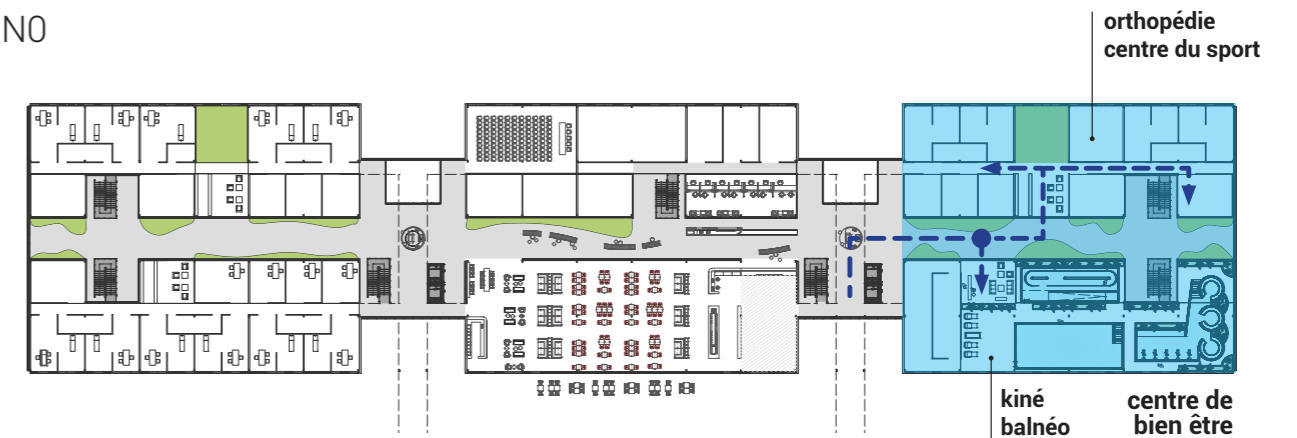 N0
orthopédie
centre du sport
kiné
balnéo
centre de
bien être